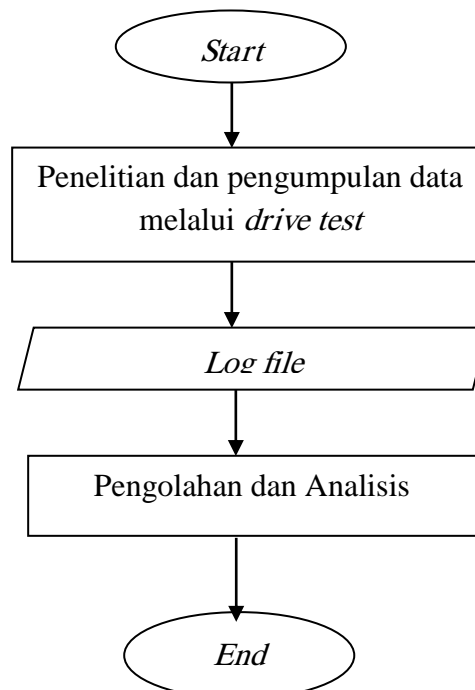 Start
Penelitian dan pengumpulan data
melalui drive test
Log file
Pengolahan dan Analisis
End